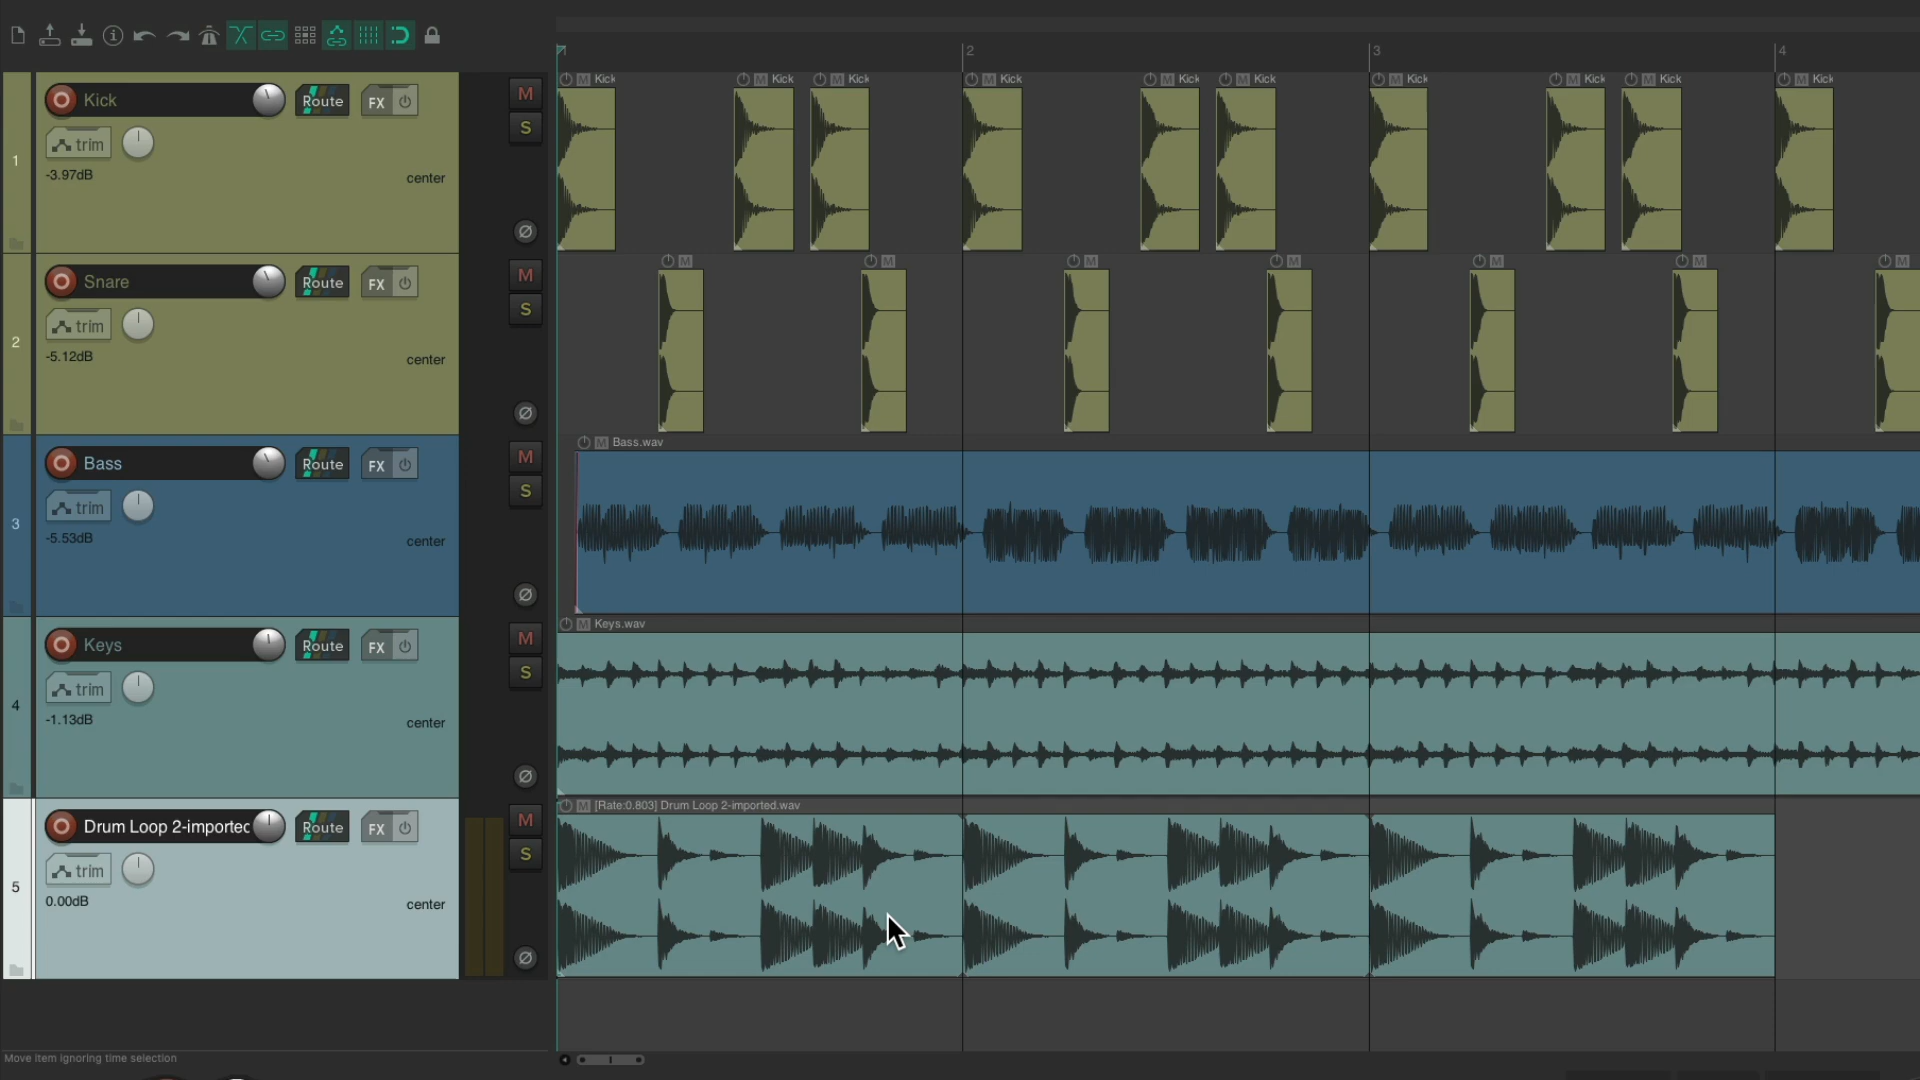 1 2 3 4
M Kick M Kick M Kick M Kick M Kick M Kick M Kick M Kick M Kick M Kick
Kick Route FX M
trim S
1
-3.97dB center
M M M M M M M
Snare Route FX M
trim S
2
-5.12dB center
M Bass.wav
Bass Route FX M
trim S
3
-5.53dB center
M Keys.wav
Keys Route FX M
trim S
4
-1.13dB center
M [Rate:0.803] Drum Loop 2-imported.wav
Drum Loop 2-importec Route FX M
trim S
5
0.00dB center
Move item ignoring time selection